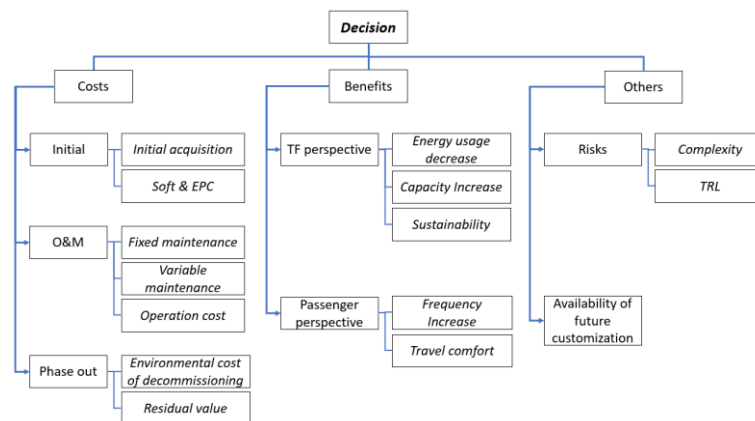 Decision
Costs
Benefits
Others
Initial
Initial acquisition
Soft & EPC
O&M
Fixed maintenance
Variable
maintenance
Operation cost
Phase out
Environmental cost
of decommissioning
Residual value
TF perspective
Energy usage
decrease
Capacity Increase
Sustainability
Passenger
perspective
Frequency
Increase
Travel comfort
Risks
Complexity
TRL
Availability of
future
customization